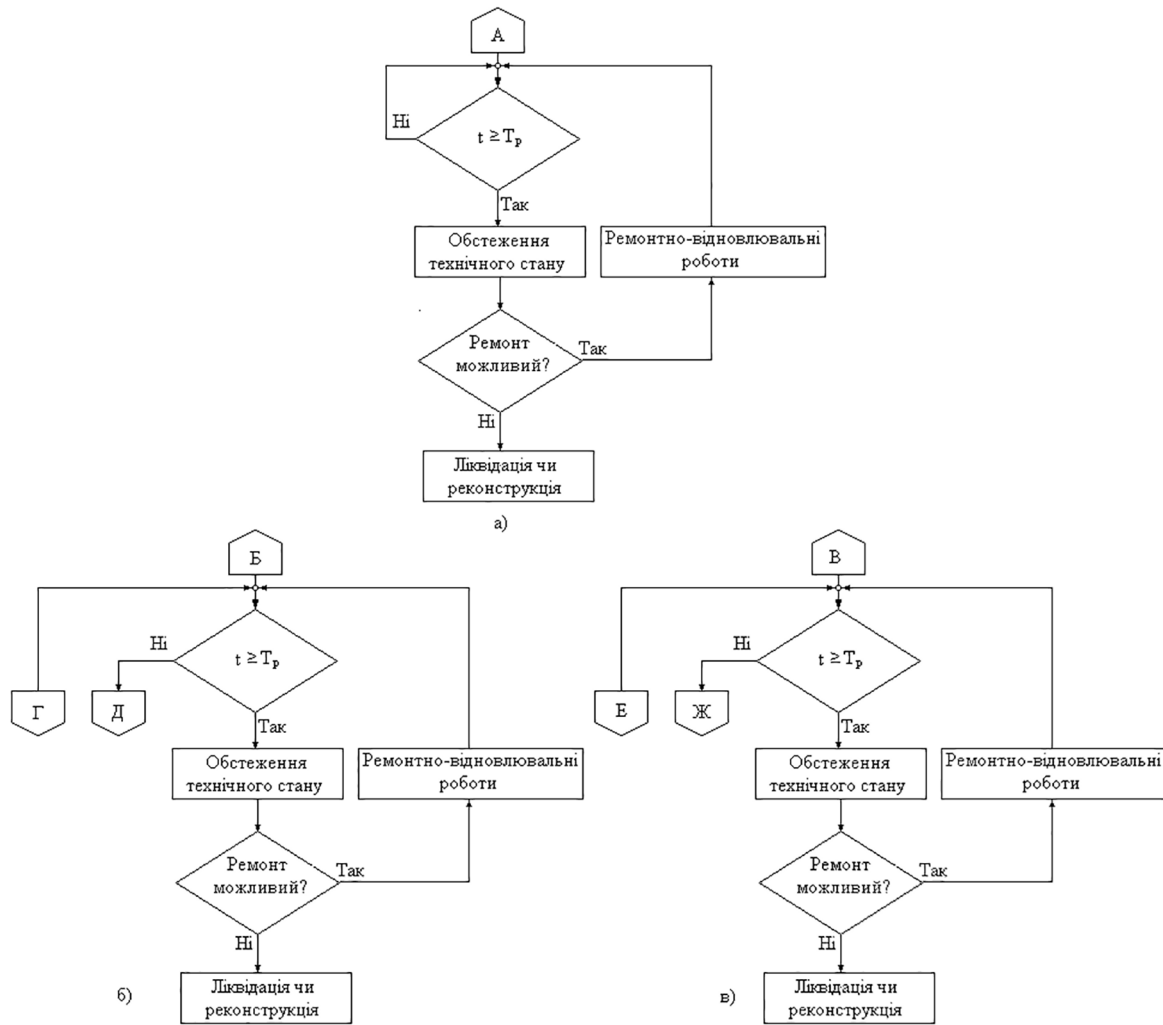 А
Ні
t ≥ Tр
Так
Обстеження
технічного стану
Ремонтно-відновлювальні
роботи
Ремонт
можливий?
Так
Ні
Ліквідація чи
реконструкція
а)
Б
Ні
t ≥ Tр
Г
Д
Так
Обстеження
технічного стану
Ремонтно-відновлювальні
роботи
Ремонт
можливий?
Так
Ні
Ліквідація чи
реконструкція
б)
В
Ні
t ≥ Tр
Е
Ж
Так
Обстеження
технічного стану
Ремонтно-відновлювальні
роботи
Ремонт
можливий?
Так
Ні
Ліквідація чи
реконструкція
в)